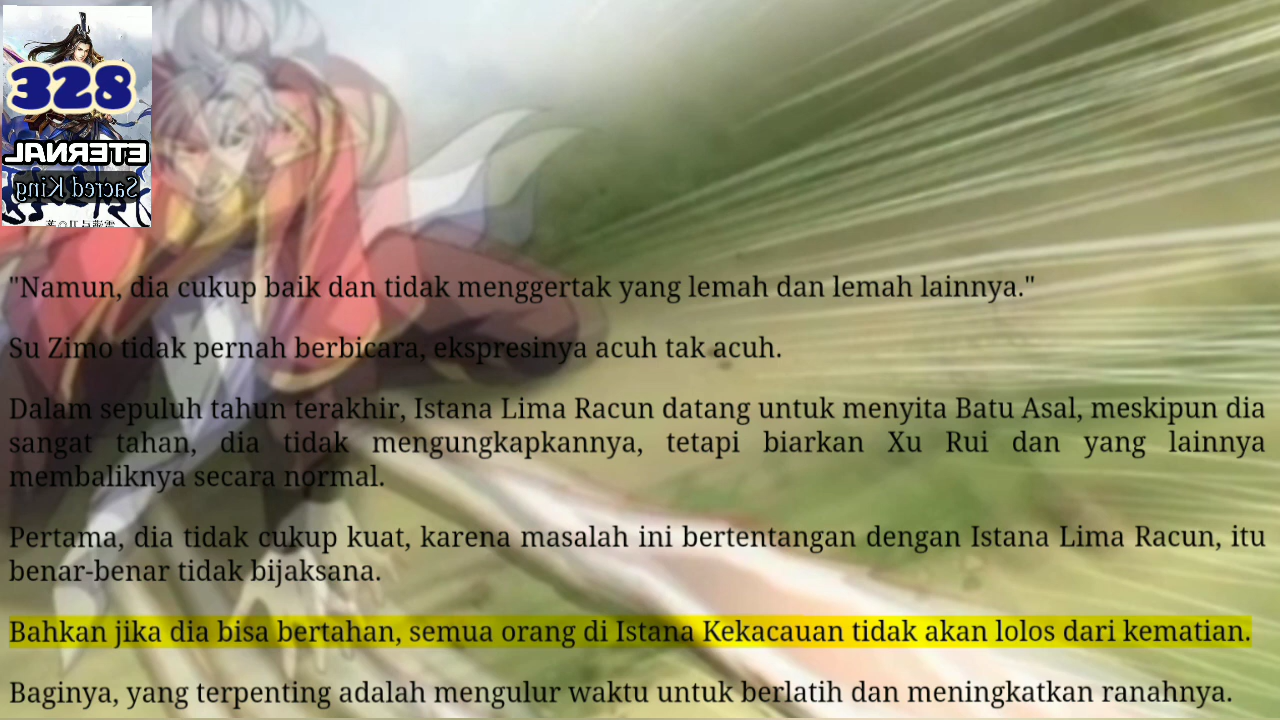 328
ETERNAL
Sacred King
"Namun, dia cukup baik dan tidak menggertak yang lemah dan lemah lainnya."
Su Zimo tidak pernah berbicara, ekspresinya acuh tak acuh.
Dalam sepuluh tahun terakhir, Istana Lima Racun datang untuk menyita Batu Asal, meskipun dia
sangat tahan, dia tidak mengungkapkannya, tetapi biarkan Xu Rui dan yang lainnya
membaliknya secara normal.
Pertama, dia tidak cukup kuat, karena masalah ini bertentangan dengan Istana Lima Racun, itu
benar-benar tidak bijaksana.
Bahkan jika dia bisa bertahan, semua orang di Istana Kekacauan tidak akan lolos dari kematian.
Baginya, yang terpenting adalah mengulur waktu untuk berlatih dan meningkatkan ranahnya.